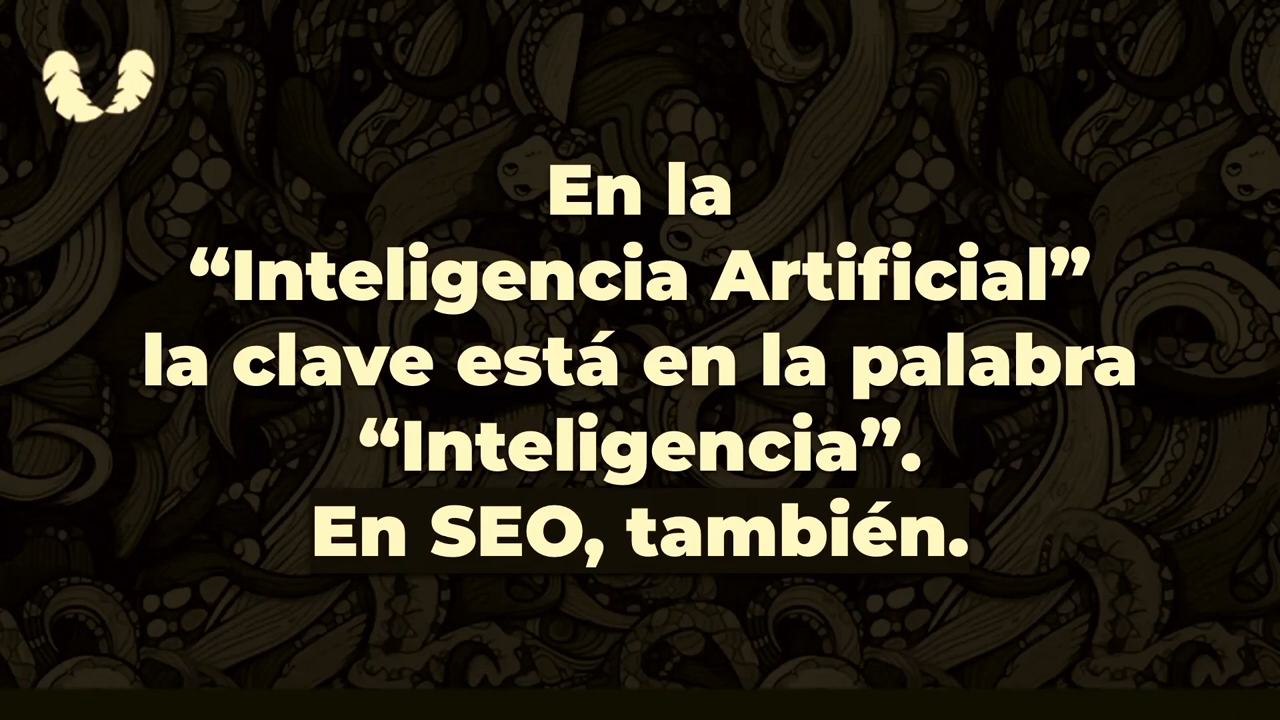 En la
“Inteligencia Artificial”
la clave está en la palabra
“Inteligencia”.
En SEO, también.